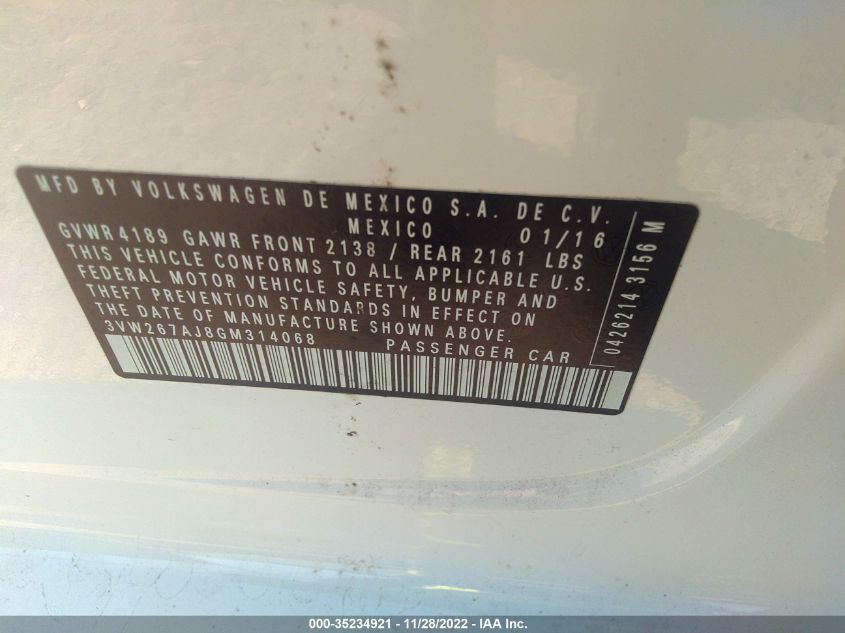 MFD BY VOLKSWAGEN DE MEXICO S.A. DE C.V.
MEXICO 01/16
GVWR 4189 GAWR FRONT 2138 / REAR 2161 LBS
THIS VEHICLE CONFORMS TO ALL APPLICABLE U.S.
FEDERAL MOTOR VEHICLE SAFETY, BUMPER AND
THEFT PREVENTION STANDARDS IN EFFECT ON
THE DATE OF MANUFACTURE SHOWN ABOVE.
3VW267AJ8GM314068 PASSENGER CAR
0426214 3156 M
000-35234921 - 11/28/2022 - IAA Inc.